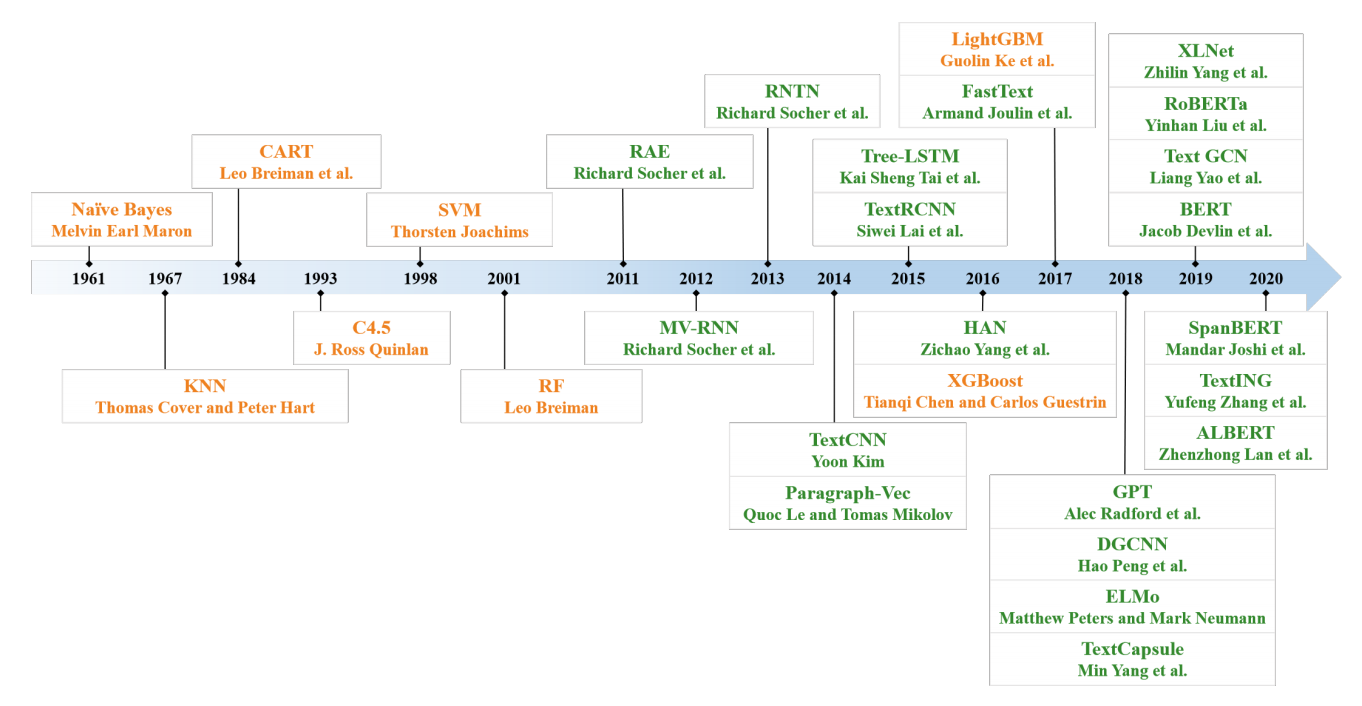 LightGBM
Guolin Ke et al.
FastText
Armand Joulin et al.
XLNet
Zhilin Yang et al.
RoBERTa
Yinhan Liu et al.
Text GCN
Liang Yao et al.
BERT
Jacob Devlin et al.
RNTN
Richard Socher et al.
CART
Leo Breiman et al.
RAE
Richard Socher et al.
Tree-LSTM
Kai Sheng Tai et al.
TextRCNN
Siwei Lai et al.
Naïve Bayes
Melvin Earl Maron
SVM
Thorsten Joachims
1961 1967 1984 1993 1998 2001 2011 2012 2013 2014 2015 2016 2017 2018 2019 2020
C4.5
J. Ross Quinlan
MV-RNN
Richard Socher et al.
HAN
Zichao Yang et al.
XGBoost
Tianqi Chen and Carlos Guestrin
SpanBERT
Mandar Joshi et al.
TextING
Yufeng Zhang et al.
ALBERT
Zhenzhong Lan et al.
KNN
Thomas Cover and Peter Hart
RF
Leo Breiman
TextCNN
Yoon Kim
Paragraph-Vec
Quoc Le and Tomas Mikolov
GPT
Alec Radford et al.
DGCNN
Hao Peng et al.
ELMo
Matthew Peters and Mark Neumann
TextCapsule
Min Yang et al.